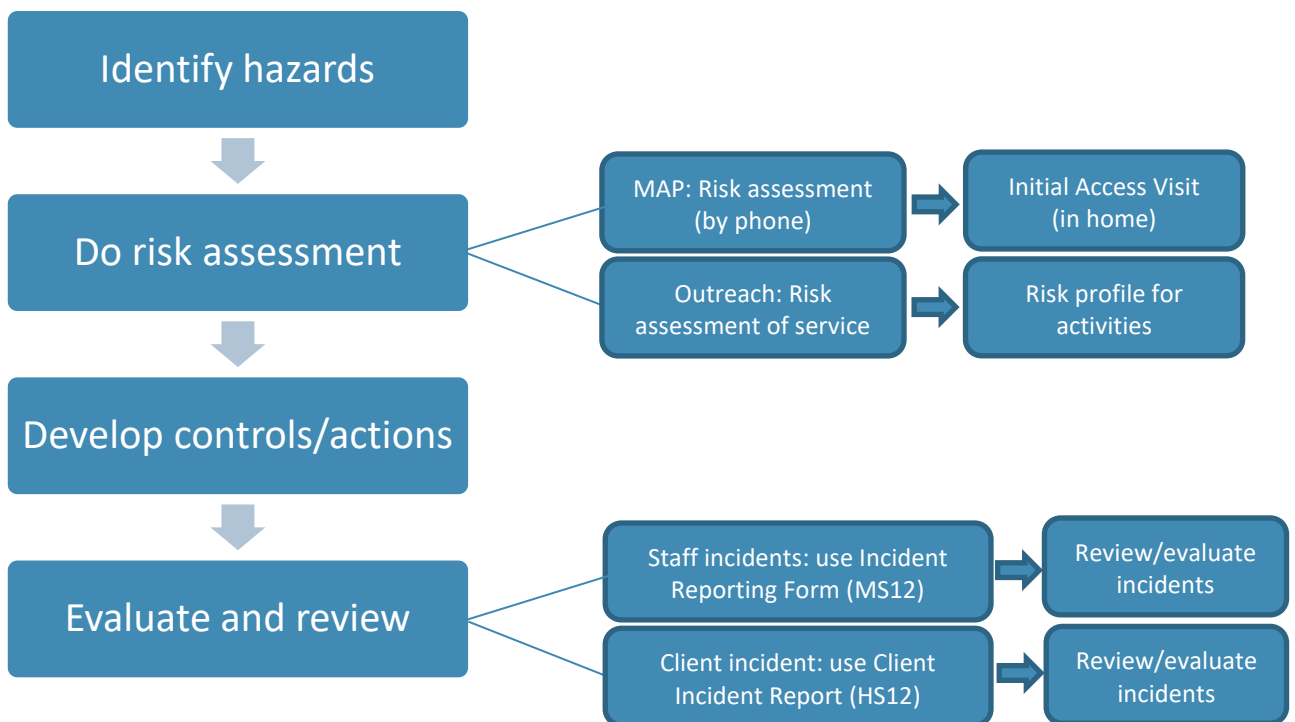 Identify hazards
Do risk assessment
MAP: Risk assessment
(by phone)
Initial Access Visit
(in home)
Outreach: Risk
assessment of service
Risk profile for
activities
Develop controls/actions
Evaluate and review
Staff incidents: use Incident
Reporting Form (MS12)
Review/evaluate
incidents
Client incident: use Client
Incident Report (HS12)
Review/evaluate
incidents